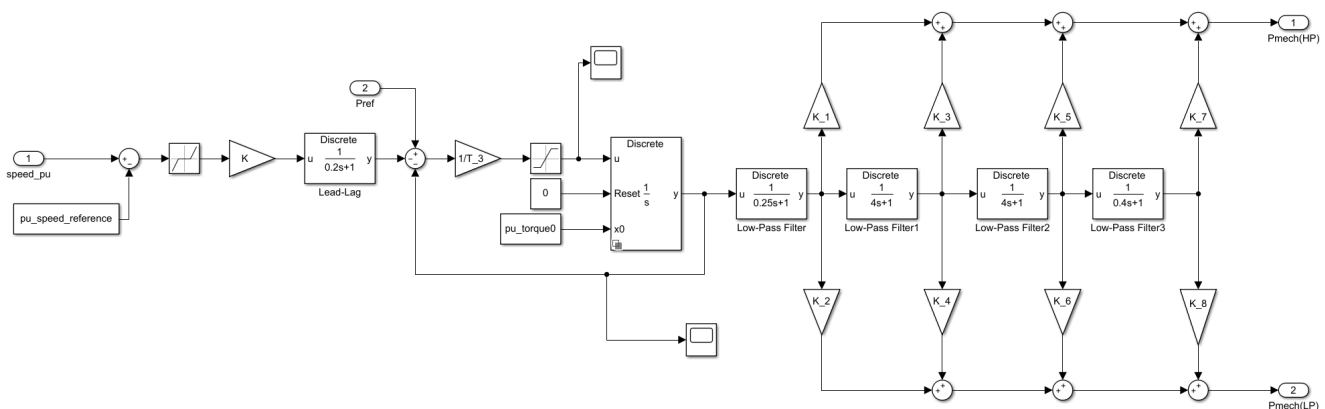 1
speed_pu
pu_speed_reference
+
−
K
Discrete
u
1
0.2s+1
y
Lead-Lag
2
Pref
+
−
−
1/T_3
0
pu_torque0
Discrete
u
Reset
1
s
y
x0
Discrete
u
1
0.25s+1
y
Low-Pass Filter
Discrete
u
1
4s+1
y
Low-Pass Filter1
Discrete
u
1
4s+1
y
Low-Pass Filter2
Discrete
u
1
0.4s+1
y
Low-Pass Filter3
K_1
K_3
K_5
K_7
+
+
+
+
+
+
1
Pmech(HP)
K_2
K_4
K_6
K_8
+
+
+
+
+
+
2
Pmech(LP)